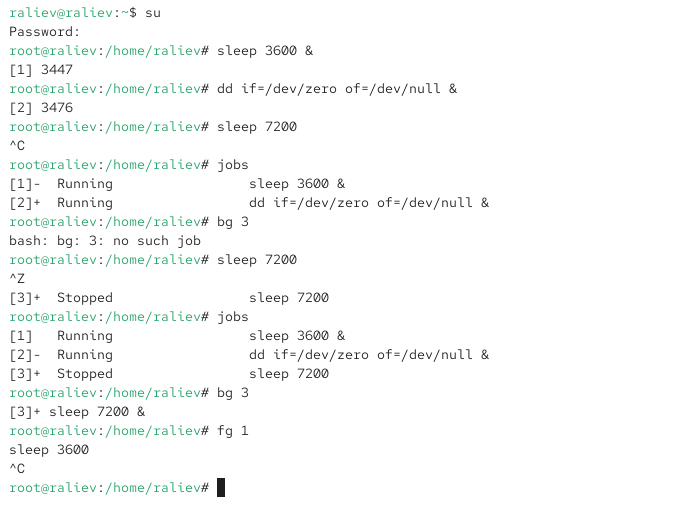 raliev@raliev:~$ su
Password:
root@raliev:/home/raliev# sleep 3600 &
[1] 3447
root@raliev:/home/raliev# dd if=/dev/zero of=/dev/null &
[2] 3476
root@raliev:/home/raliev# sleep 7200
^C
root@raliev:/home/raliev# jobs
[1]-  Running                 sleep 3600 &
[2]+  Running                 dd if=/dev/zero of=/dev/null &
root@raliev:/home/raliev# bg 3
bash: bg: 3: no such job
root@raliev:/home/raliev# sleep 7200
^Z
[3]+  Stopped                 sleep 7200
root@raliev:/home/raliev# jobs
[1]   Running                 sleep 3600 &
[2]-  Running                 dd if=/dev/zero of=/dev/null &
[3]+  Stopped                 sleep 7200
root@raliev:/home/raliev# bg 3
[3]+ sleep 7200 &
root@raliev:/home/raliev# fg 1
sleep 3600
^C
root@raliev:/home/raliev#